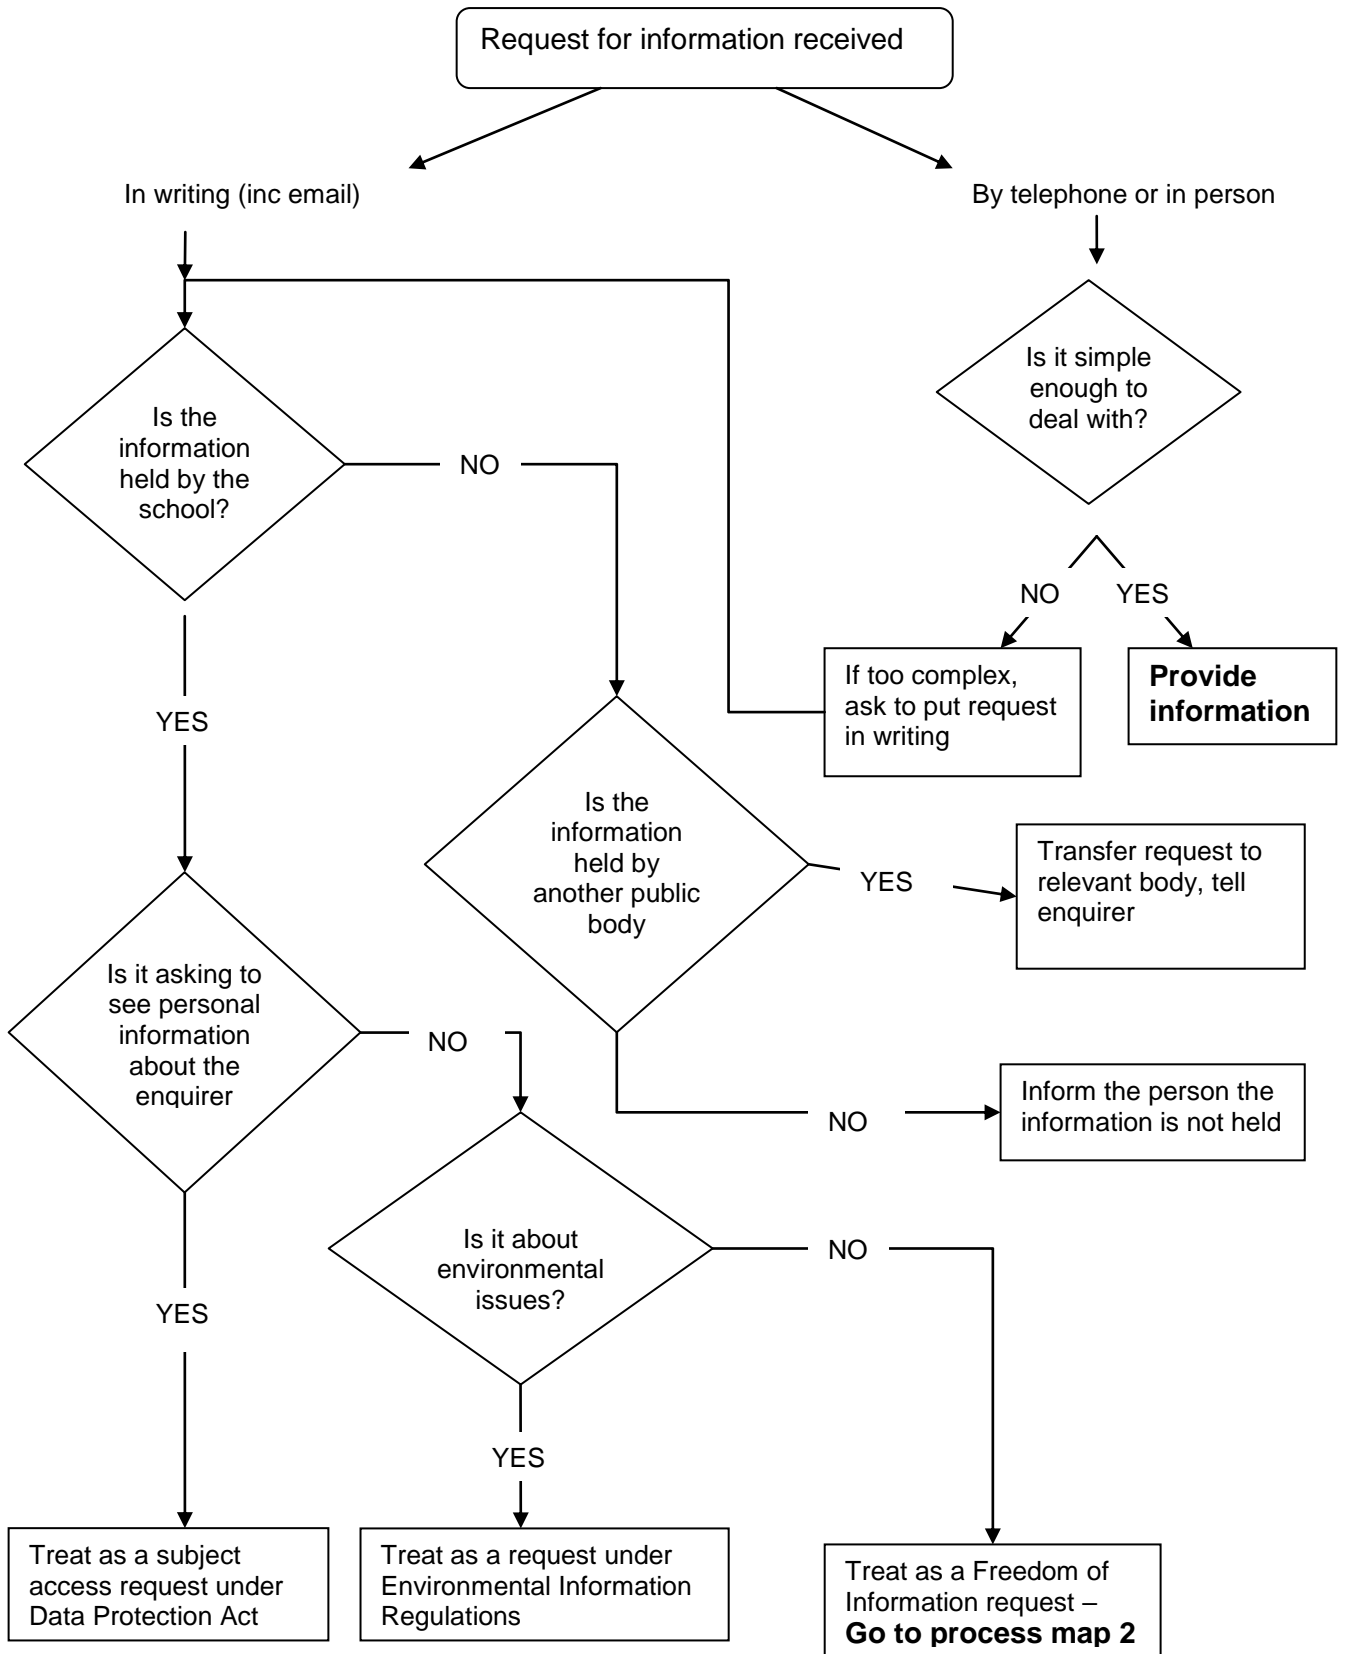 Request for information received
In writing (inc email)
By telephone or in person
Is it simple
enough to
deal with?
Is the
information
held by the
school?
NO
NO
YES
If too complex,
ask to put request
in writing
Provide
information
YES
Is the
information
held by
another public
body
YES
Transfer request to
relevant body, tell
enquirer
Is it asking to
see personal
information
about the
enquirer
NO
NO
Inform the person the
information is not held
Is it about
environmental
issues?
NO
YES
YES
Treat as a subject
access request under
Data Protection Act
Treat as a request under
Environmental Information
Regulations
Treat as a Freedom of
Information request –
Go to process map 2